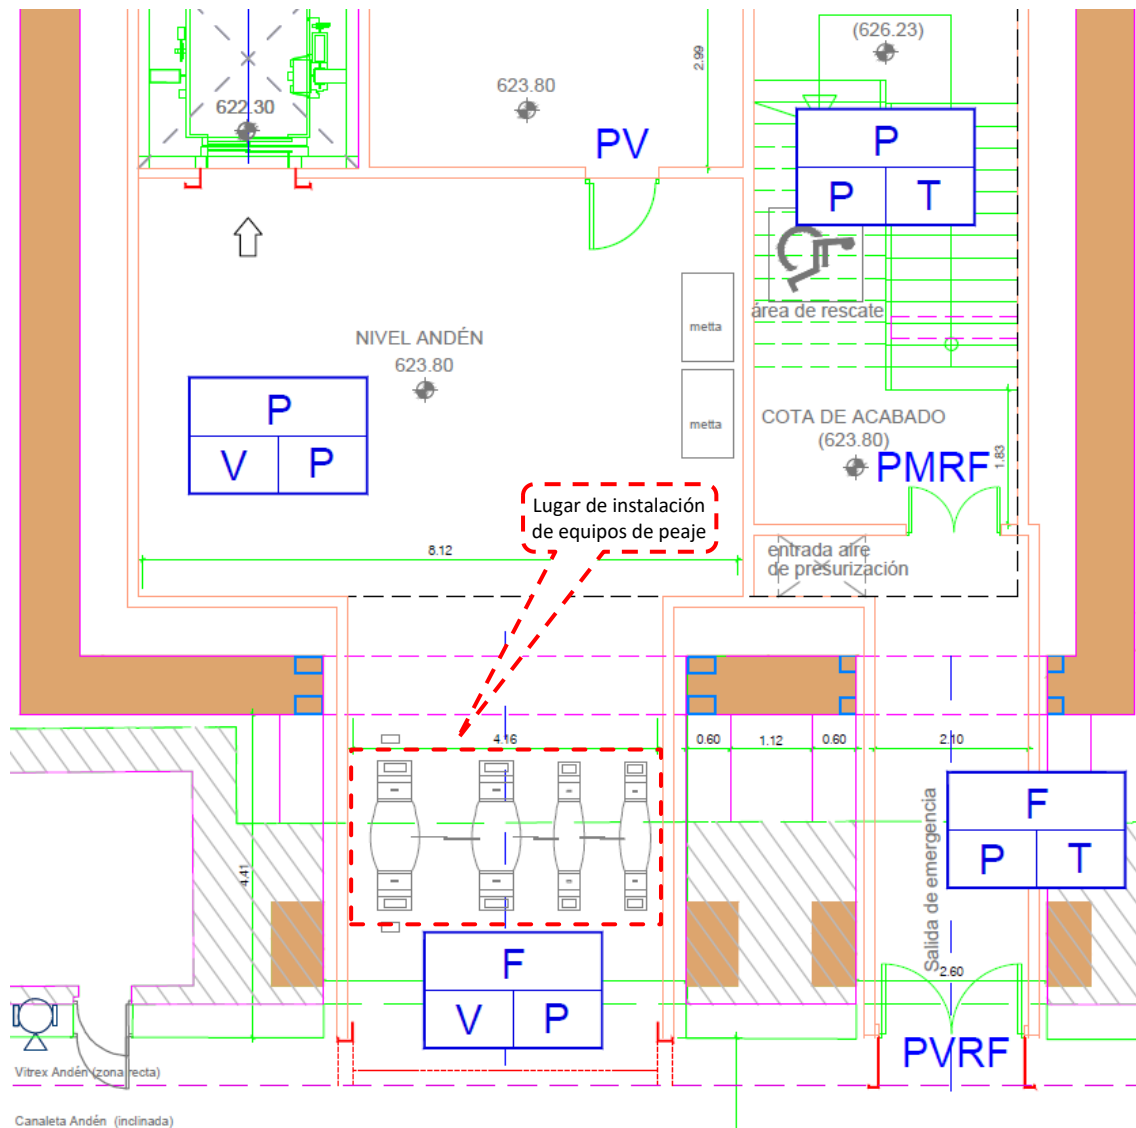 (626.23)
2.99
623.80
622.30
PV
P
P T
área de rescate
metta
NIVEL ANDÉN
623.80
P
V P
metta
COTA DE ACABADO
(623.80)
PMRF
1.83
Lugar de instalación
de equipos de peaje
8.12
entrada aire
de presurización
4.16
0.60
1.12
0.60
2.10
F
P T
Salida de emergencia
4.41
F
V P
2.60
PVRF
Vitrex Andén (zona recta)
Canaleta Andén (inclinada)